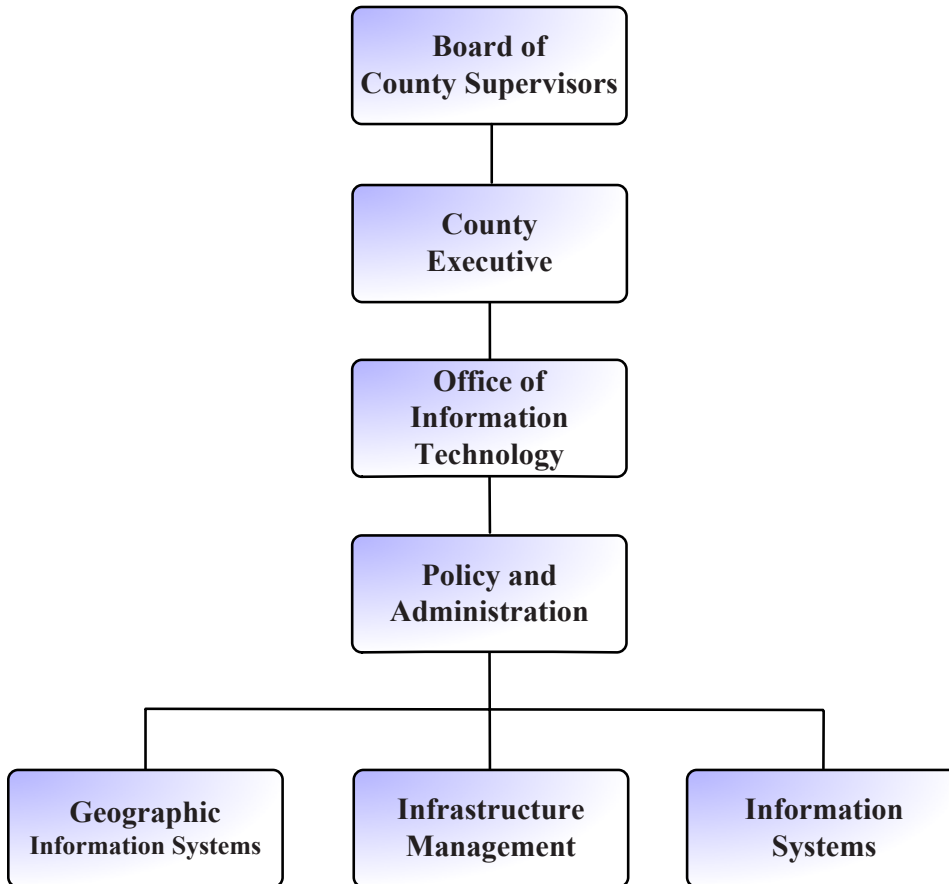 Board of
County Supervisors
County
Executive
Office of
Information
Technology
Policy and
Administration
Geographic
Information Systems
Infrastructure
Management
Information
Systems